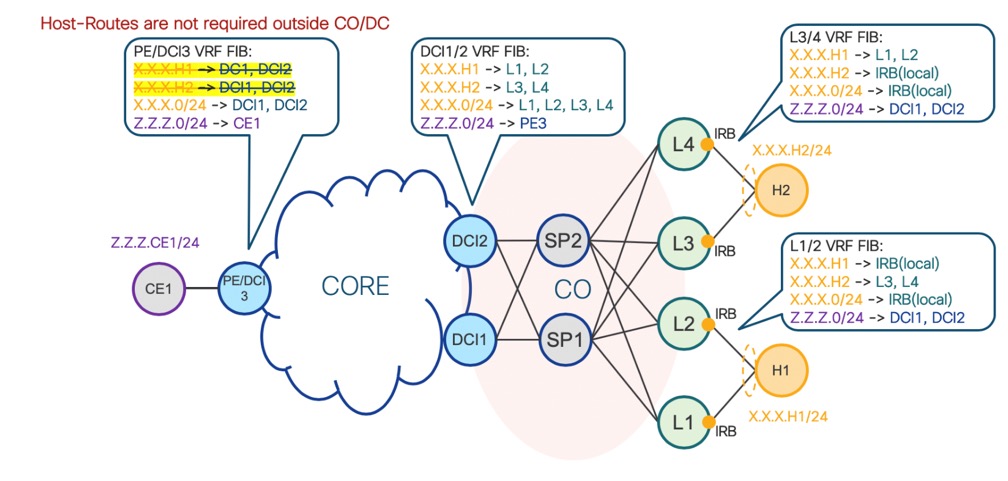 Host-Routes are not required outside CO/DC
PE/DCI3 VRF FIB:
X.X.X.H1 -> DC1, DCI2
X.X.X.H2 -> DCI1, DCI2
X.X.X.0/24 -> DCI1, DCI2
Z.Z.Z.0/24 -> CE1
DCI1/2 VRF FIB:
X.X.X.H1 -> L1, L2
X.X.X.H2 -> L3, L4
X.X.X.0/24 -> L1, L2, L3, L4
Z.Z.Z.0/24 -> PE3
L3/4 VRF FIB:
X.X.X.H1 -> L1, L2
X.X.X.H2 -> IRB(local)
X.X.X.0/24 -> IRB(local)
Z.Z.Z.0/24 -> DCI1, DCI2
L4
IRB
X.X.X.H2/24
H2
Z.Z.Z.CE1/24
CE1
PE/DCI
3
CORE
DCI2
SP2
L3
IRB
CO
L1/2 VRF FIB:
X.X.X.H1 -> IRB(local)
X.X.X.H2 -> L3, L4
X.X.X.0/24 -> IRB(local)
Z.Z.Z.0/24 -> DCI1, DCI2
DCI1
SP1
L2
IRB
H1
X.X.X.H1/24
L1
IRB